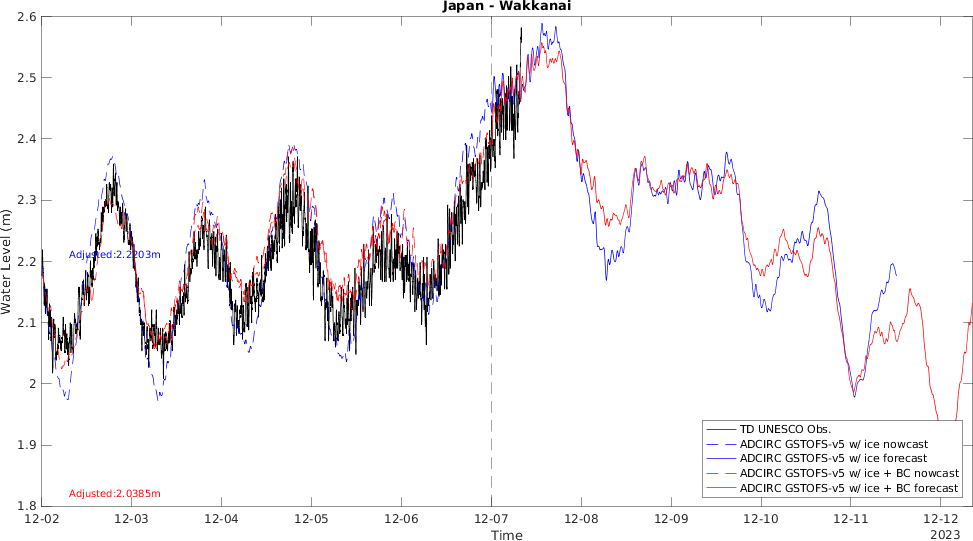 Japan - Wakkanai
Water Level (m)
2.6
2.5
2.4
2.3
2.2
2.1
2
1.9
1.8
Adjusted:2.2203m
Adjusted:2.0385m
TD UNESCO Obs.
ADCIRC GSTOFS-v5 w/ ice nowcast
ADCIRC GSTOFS-v5 w/ ice forecast
ADCIRC GSTOFS-v5 w/ ice + BC nowcast
ADCIRC GSTOFS-v5 w/ ice + BC forecast
12-02 12-03 12-04 12-05 12-06 12-07 12-08 12-09 12-10 12-11 12-12
Time
2023